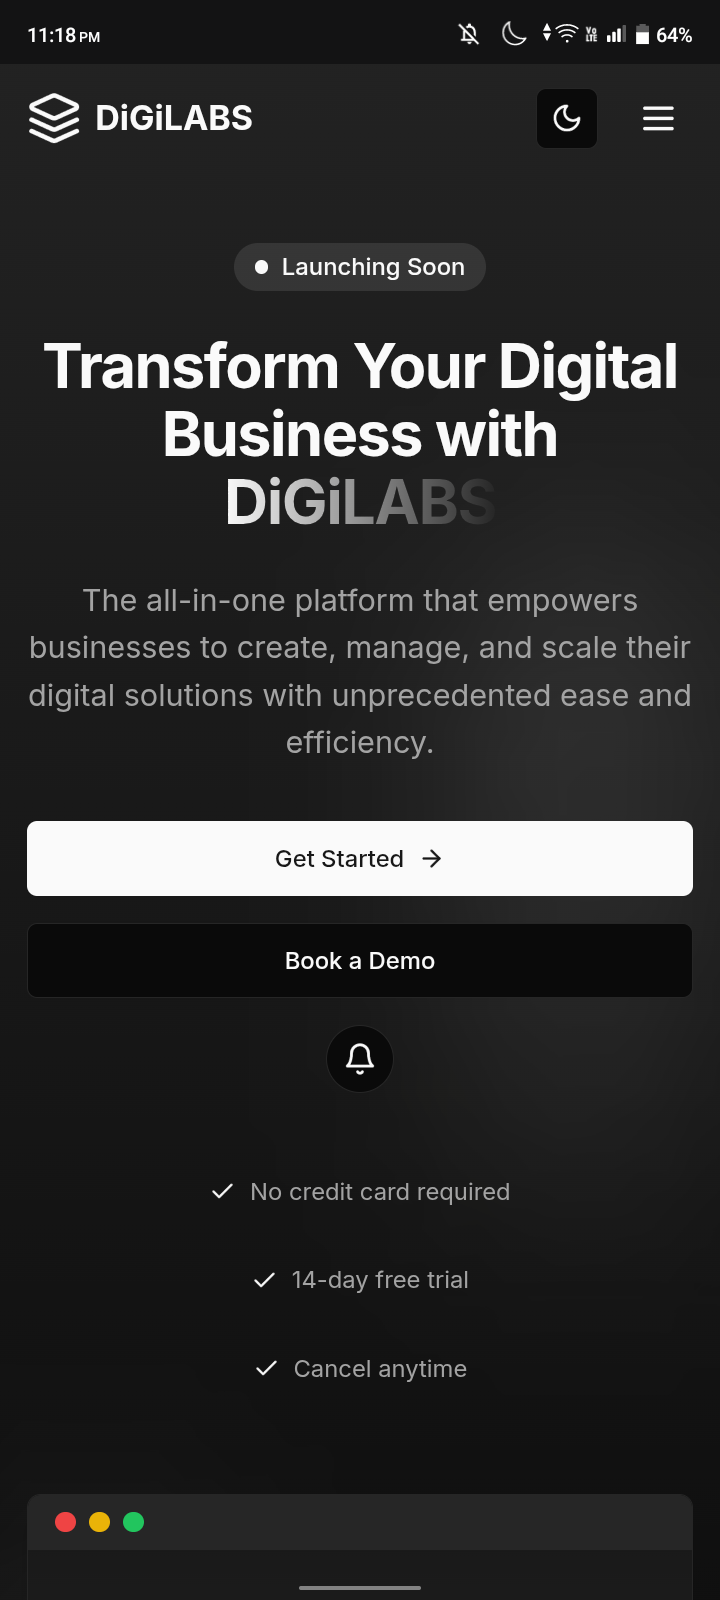 11:18 PM VoLTE 64%
DiGiLABS
Launching Soon
Transform Your Digital
Business with
DiGiLABS
The all-in-one platform that empowers
businesses to create, manage, and scale their
digital solutions with unprecedented ease and
efficiency.
Get Started
Book a Demo
No credit card required
14-day free trial
Cancel anytime